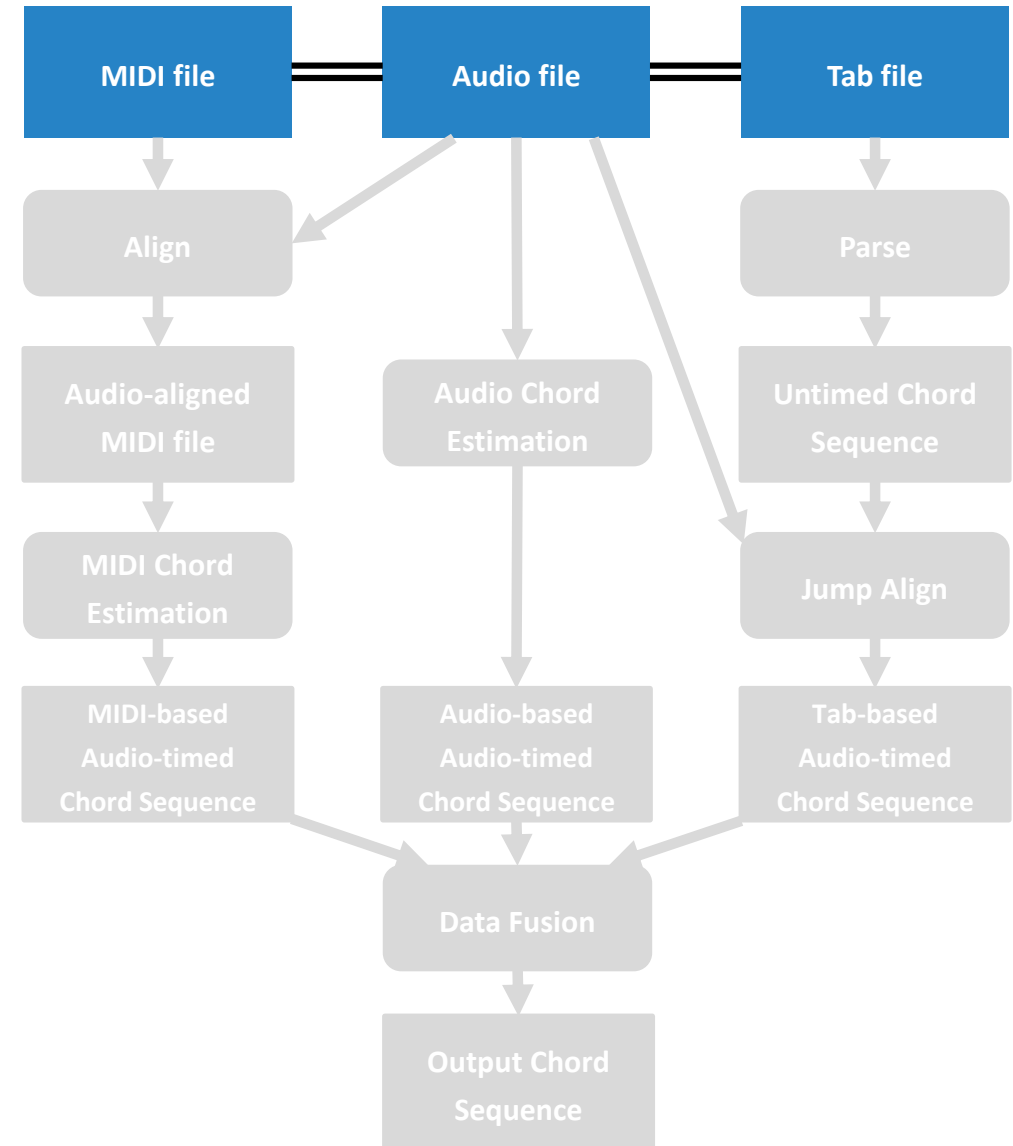 MIDI file
Audio file
Tab file
Align
Parse
Audio-aligned
MIDI file
Audio Chord
Estimation
Untimed Chord
Sequence
MIDI Chord
Estimation
Jump Align
MIDI-based
Audio-timed
Chord Sequence
Audio-based
Audio-timed
Chord Sequence
Tab-based
Audio-timed
Chord Sequence
Data Fusion
Output Chord
Sequence